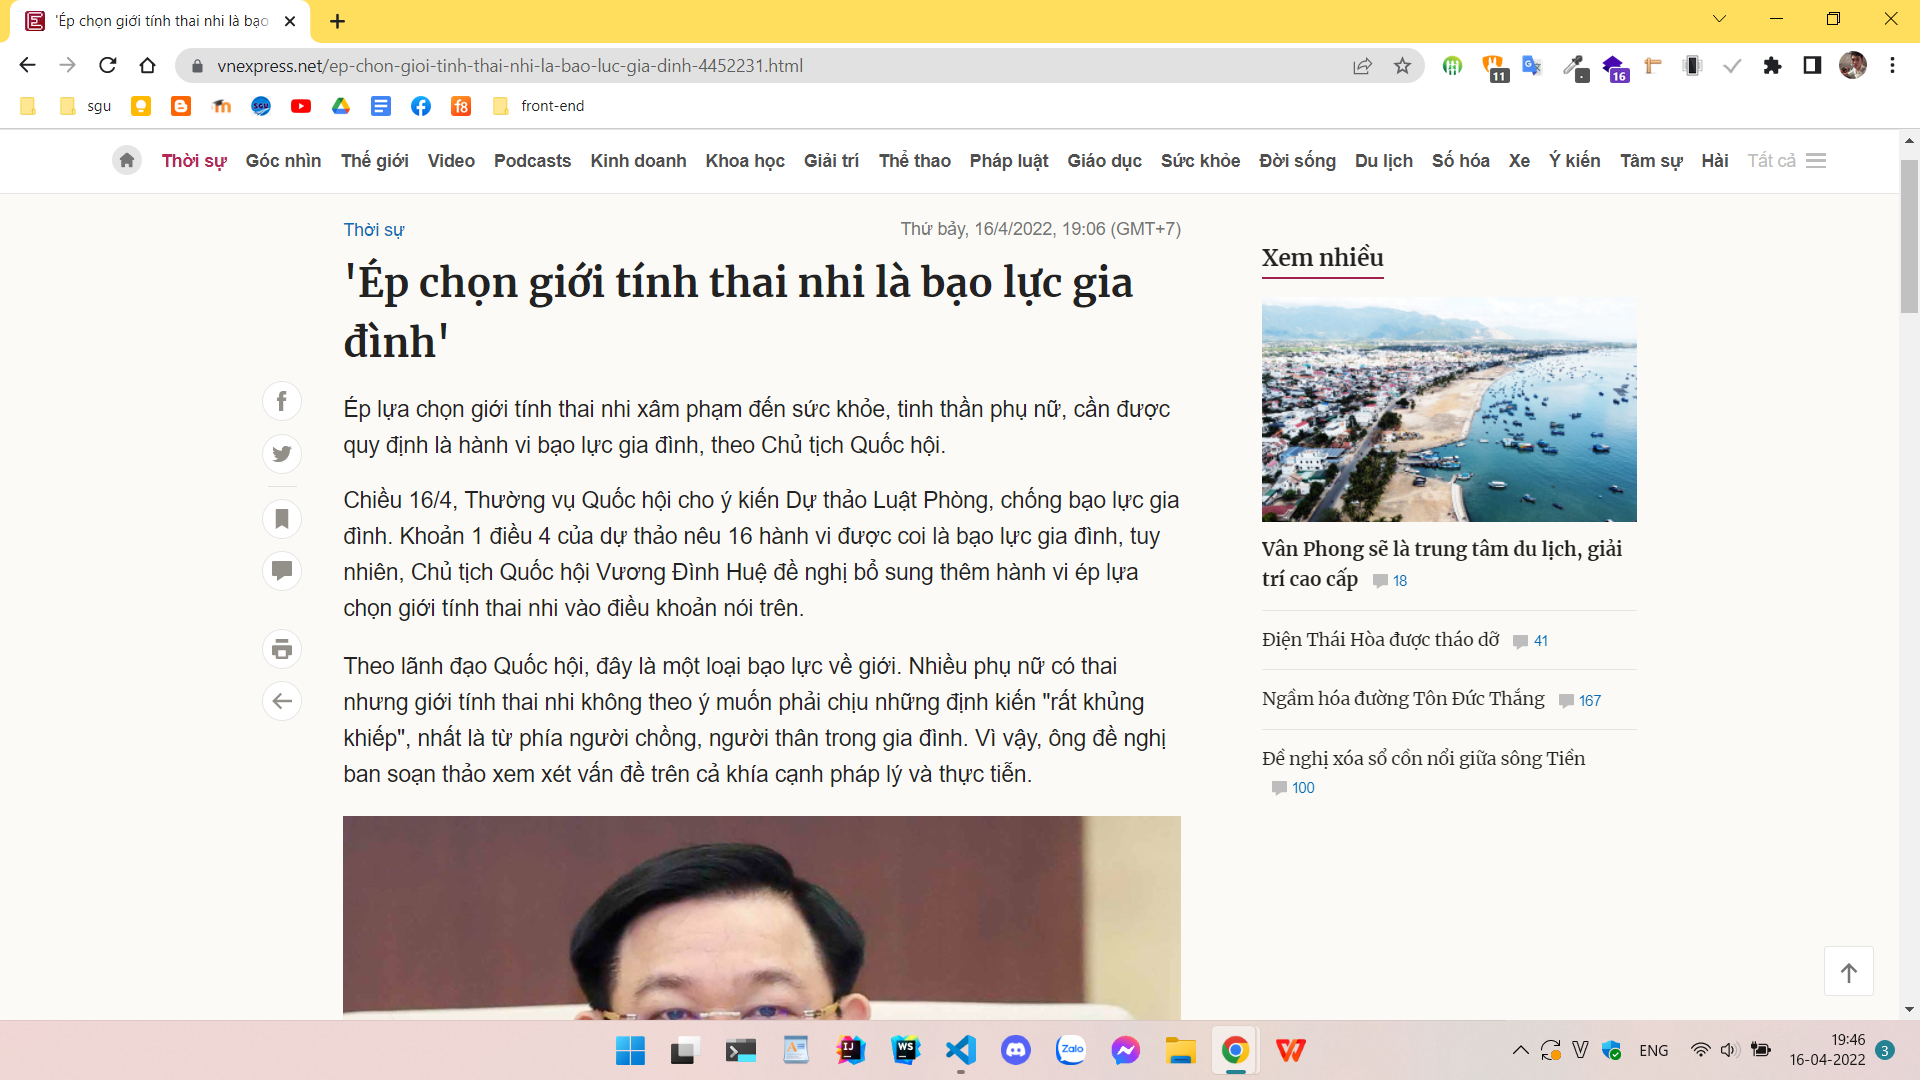 'Ép chọn giới tính thai nhi là bạo
vnexpress.net/ep-chon-gioi-tinh-thai-nhi-la-bao-luc-gia-dinh-4452231.html
11
16
sgu
SGU
f8
front-end
Thời sự Góc nhìn Thế giới Video Podcasts Kinh doanh Khoa học Giải trí Thể thao Pháp luật Giáo dục Sức khỏe Đời sống Du lịch Số hóa Xe Ý kiến Tâm sự Hài Tất cả
Thời sự
Thứ bảy, 16/4/2022, 19:06 (GMT+7)
'Ép chọn giới tính thai nhi là bạo lực gia
đình'
Ép lựa chọn giới tính thai nhi xâm phạm đến sức khỏe, tinh thần phụ nữ, cần được
quy định là hành vi bạo lực gia đình, theo Chủ tịch Quốc hội.
Chiều 16/4, Thường vụ Quốc hội cho ý kiến Dự thảo Luật Phòng, chống bạo lực gia
đình. Khoản 1 điều 4 của dự thảo nêu 16 hành vi được coi là bạo lực gia đình, tuy
nhiên, Chủ tịch Quốc hội Vương Đình Huệ đề nghị bổ sung thêm hành vi ép lựa
chọn giới tính thai nhi vào điều khoản nói trên.
Theo lãnh đạo Quốc hội, đây là một loại bạo lực về giới. Nhiều phụ nữ có thai
nhưng giới tính thai nhi không theo ý muốn phải chịu những định kiến "rất khủng
khiếp", nhất là từ phía người chồng, người thân trong gia đình. Vì vậy, ông đề nghị
ban soạn thảo xem xét vấn đề trên cả khía cạnh pháp lý và thực tiễn.
Xem nhiều
Vân Phong sẽ là trung tâm du lịch, giải
trí cao cấp 18
Điện Thái Hòa được tháo dỡ 41
Ngầm hóa đường Tôn Đức Thắng 167
Đề nghị xóa sổ cồn nổi giữa sông Tiền
100
IJ
WS
Zalo
ENG
19:46
16-04-2022
3